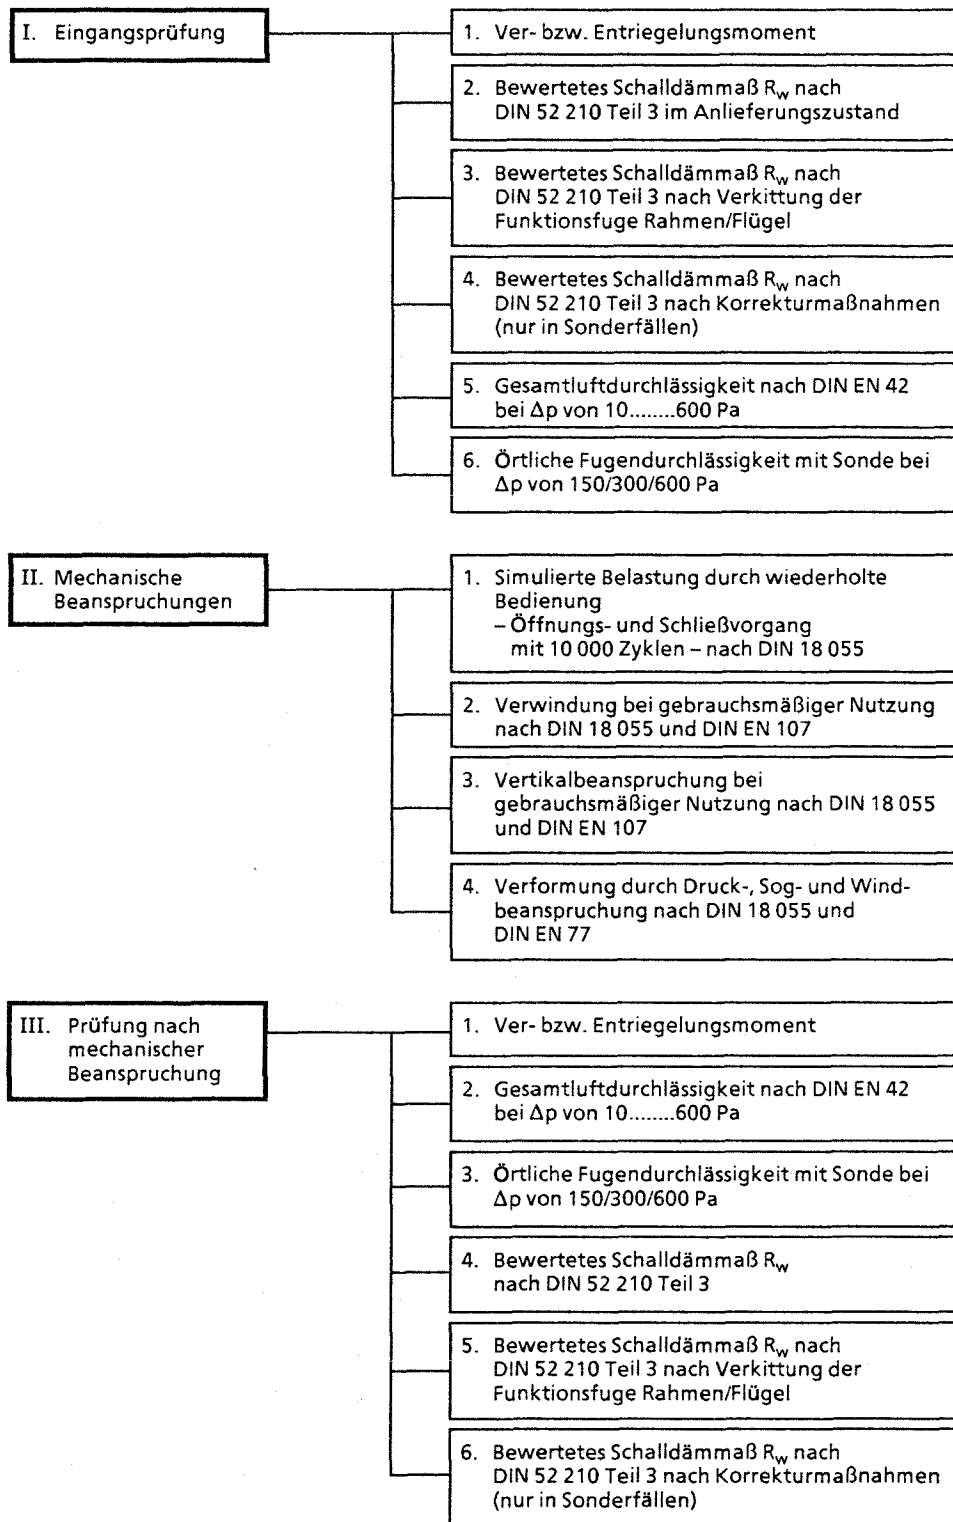 I. Eingangsprüfung
1. Ver- bzw. Entriegelungsmoment
2. Bewertetes Schalldämmaß Rw nach
DIN 52 210 Teil 3 im Anlieferungszustand
3. Bewertetes Schalldämmaß Rw nach
DIN 52 210 Teil 3 nach Verkittung der
Funktionsfuge Rahmen/Flügel
4. Bewertetes Schalldämmaß Rw nach
DIN 52 210 Teil 3 nach Korrekturmaßnahmen
(nur in Sonderfällen)
5. Gesamtluftdurchlässigkeit nach DIN EN 42
bei Δp von 10........600 Pa
6. Örtliche Fugendurchlässigkeit mit Sonde bei
Δp von 150/300/600 Pa
II. Mechanische
Beanspruchungen
1. Simulierte Belastung durch wiederholte
Bedienung
– Öffnungs- und Schließvorgang
mit 10 000 Zyklen – nach DIN 18 055
2. Verwindung bei gebrauchsmäßiger Nutzung
nach DIN 18 055 und DIN EN 107
3. Vertikalbeanspruchung bei
gebrauchsmäßiger Nutzung nach DIN 18 055
und DIN EN 107
4. Verformung durch Druck-, Sog- und Wind-
beanspruchung nach DIN 18 055 und
DIN EN 77
III. Prüfung nach
mechanischer
Beanspruchung
1. Ver- bzw. Entriegelungsmoment
2. Gesamtluftdurchlässigkeit nach DIN EN 42
bei Δp von 10........600 Pa
3. Örtliche Fugendurchlässigkeit mit Sonde bei
Δp von 150/300/600 Pa
4. Bewertetes Schalldämmaß Rw
nach DIN 52 210 Teil 3
5. Bewertetes Schalldämmaß Rw nach
DIN 52 210 Teil 3 nach Verkittung der
Funktionsfuge Rahmen/Flügel
6. Bewertetes Schalldämmaß Rw nach
DIN 52 210 Teil 3 nach Korrekturmaßnahmen
(nur in Sonderfällen)